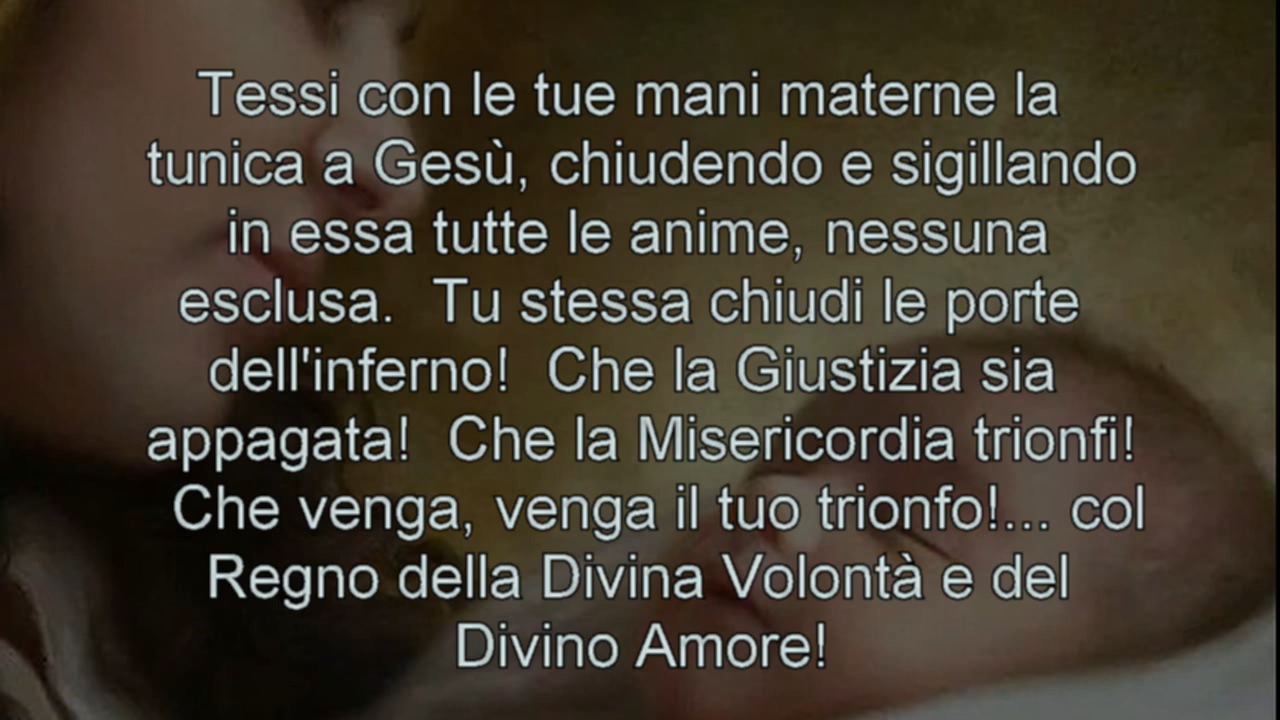 Tessi con le tue mani materne la
tunica a Gesù, chiudendo e sigillando
in essa tutte le anime, nessuna
esclusa.  Tu stessa chiudi le porte
dell'inferno!  Che la Giustizia sia
appagata!  Che la Misericordia trionfi!
Che venga, venga il tuo trionfo!... col
Regno della Divina Volontà e del
Divino Amore!